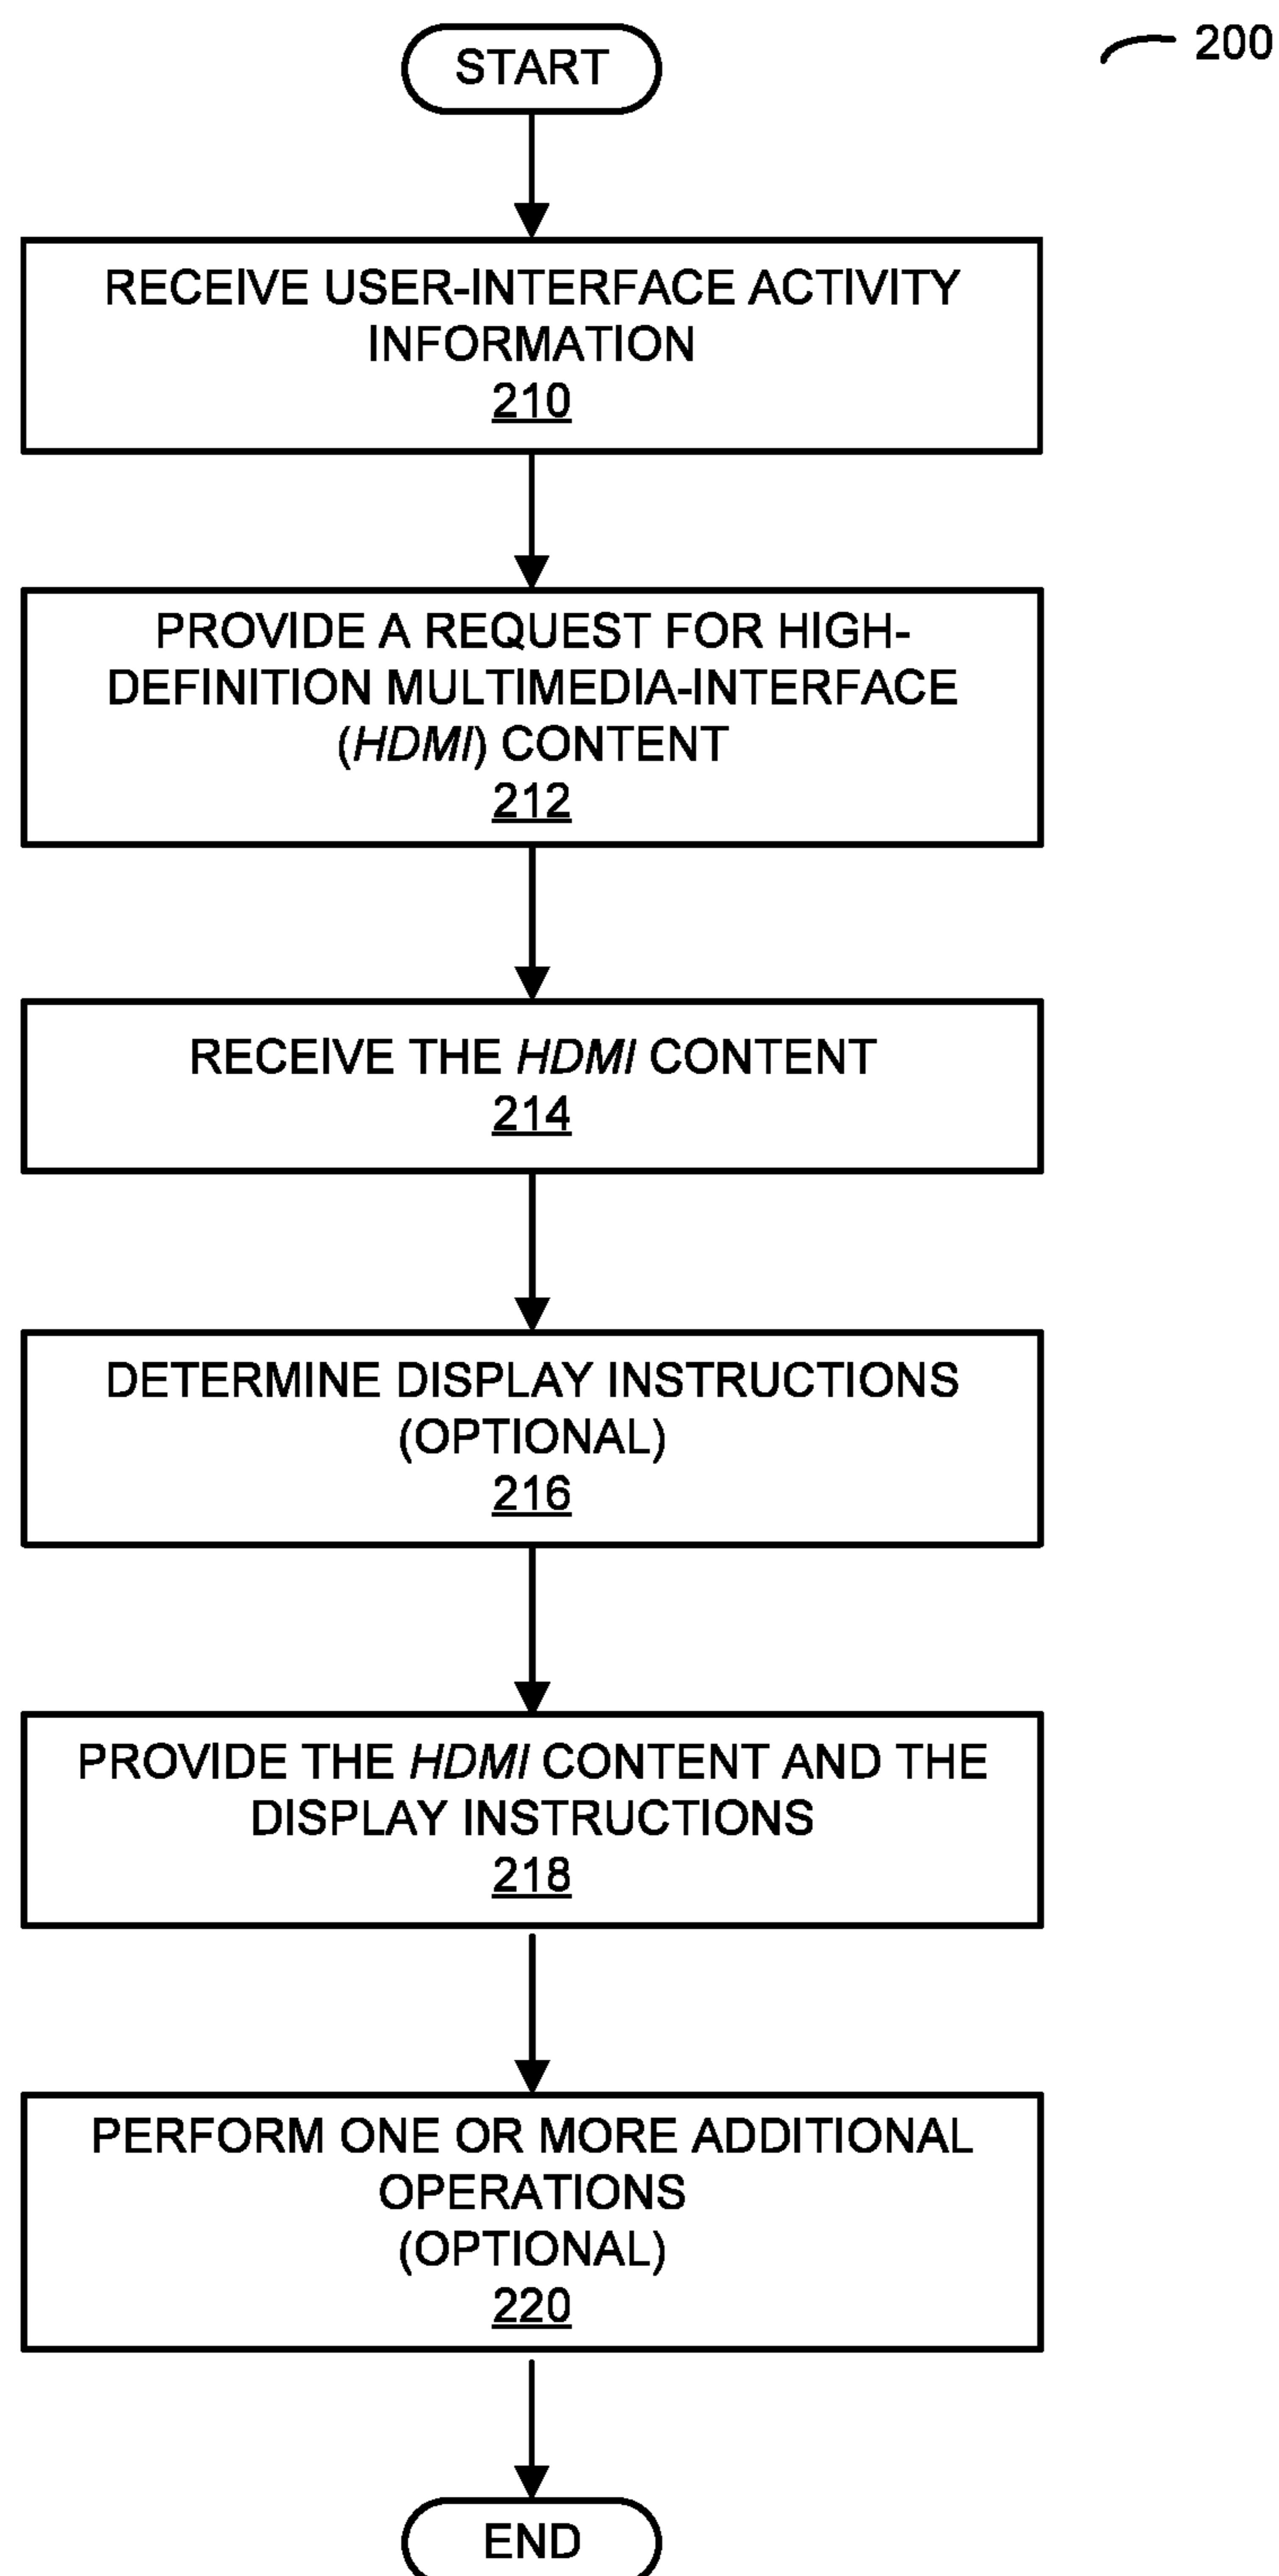 START
200
RECEIVE USER-INTERFACE ACTIVITY
INFORMATION
210
PROVIDE A REQUEST FOR HIGH-
DEFINITION MULTIMEDIA-INTERFACE
(HDMI) CONTENT
212
RECEIVE THE HDMI CONTENT
214
DETERMINE DISPLAY INSTRUCTIONS
(OPTIONAL)
216
PROVIDE THE HDMI CONTENT AND THE
DISPLAY INSTRUCTIONS
218
PERFORM ONE OR MORE ADDITIONAL
OPERATIONS
(OPTIONAL)
220
END